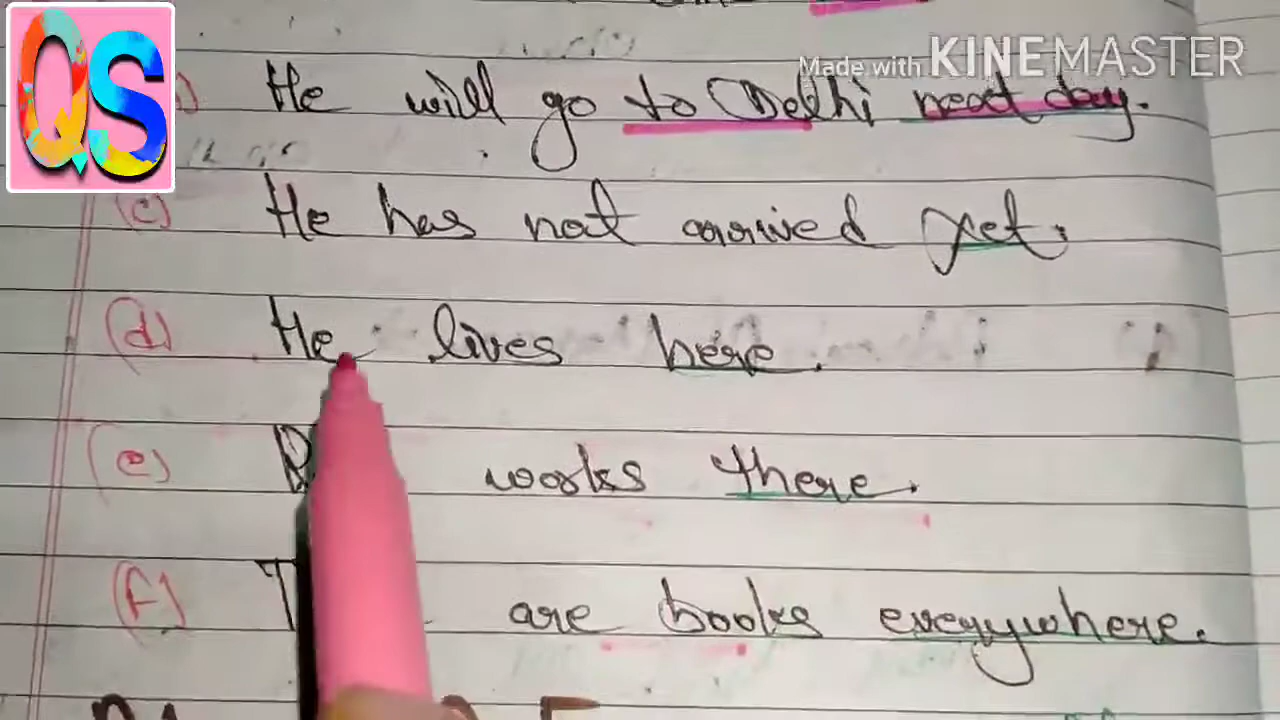 QS
Made with KINEMASTER
He will go to Delhi next day.
(c) He has not arrived yet.
(d) He lives here.
(e) works there.
(f) are books everywhere.